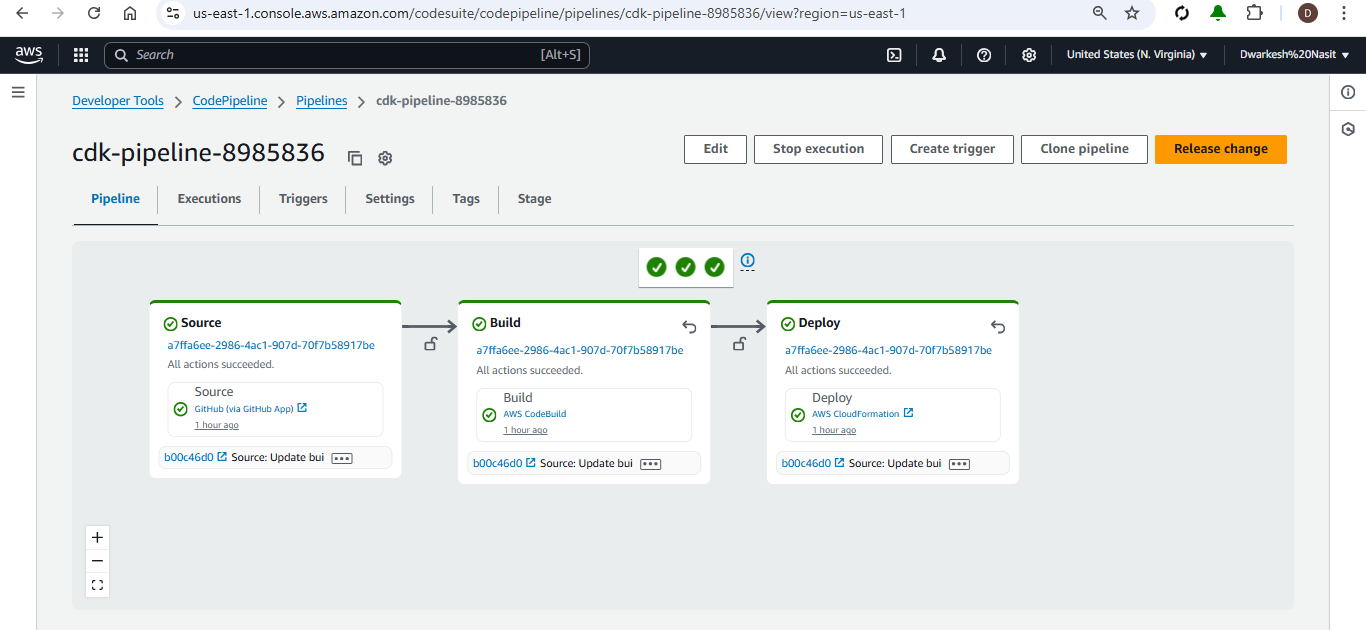 us-east-1.console.aws.amazon.com/codesuite/codepipeline/pipelines/cdk-pipeline-8985836/view?region=us-east-1
D
aws
Search [Alt+S]
United States (N. Virginia)
Dwarkesh%20Nasit
Developer Tools > CodePipeline > Pipelines > cdk-pipeline-8985836
cdk-pipeline-8985836
Edit
Stop execution
Create trigger
Clone pipeline
Release change
Pipeline
Executions
Triggers
Settings
Tags
Stage
Source
a7ffa6ee-2986-4ac1-907d-70f7b58917be
All actions succeeded.
Source
GitHub (via GitHub App)
1 hour ago
b00c46d0 Source: Update bui
Build
a7ffa6ee-2986-4ac1-907d-70f7b58917be
All actions succeeded.
Build
AWS CodeBuild
1 hour ago
b00c46d0 Source: Update bui
Deploy
a7ffa6ee-2986-4ac1-907d-70f7b58917be
All actions succeeded.
Deploy
AWS CloudFormation
1 hour ago
b00c46d0 Source: Update bui